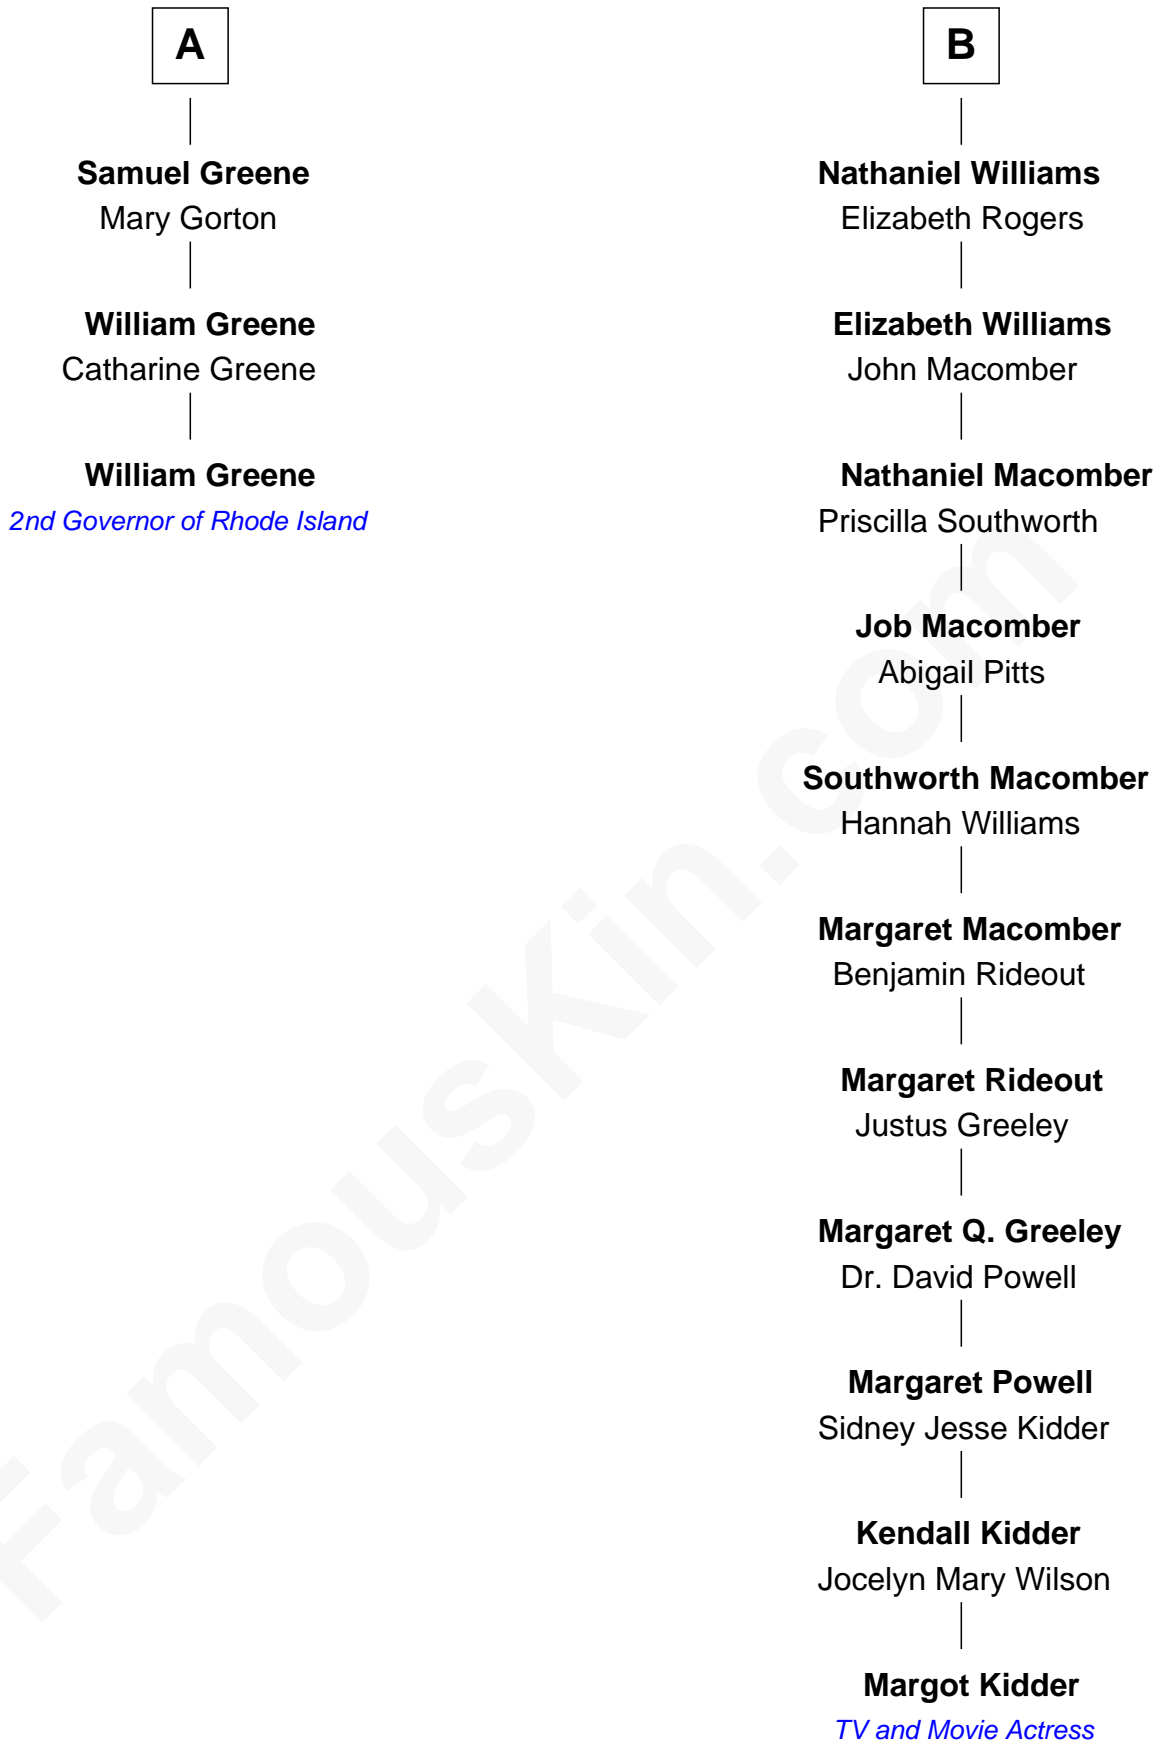 A
Samuel Greene
Mary Gorton
William Greene
Catharine Greene
William Greene
2nd Governor of Rhode Island
B
Nathaniel Williams
Elizabeth Rogers
Elizabeth Williams
John Macomber
Nathaniel Macomber
Priscilla Southworth
Job Macomber
Abigail Pitts
Southworth Macomber
Hannah Williams
Margaret Macomber
Benjamin Rideout
Margaret Rideout
Justus Greeley
Margaret Q. Greeley
Dr. David Powell
Margaret Powell
Sidney Jesse Kidder
Kendall Kidder
Jocelyn Mary Wilson
Margot Kidder
TV and Movie Actress
FamousKin.com